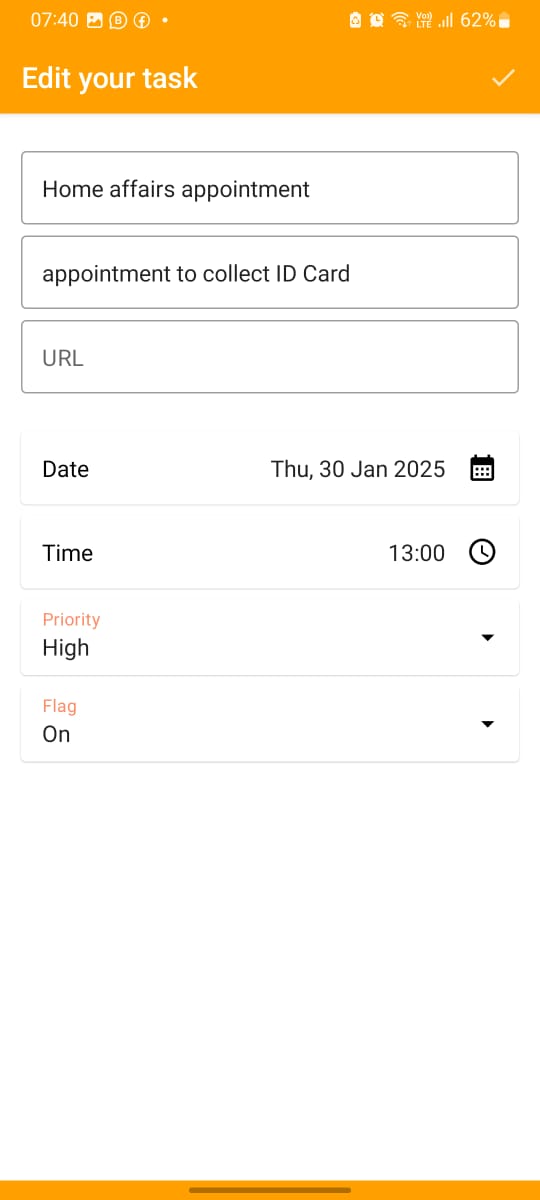 07:40
62%
Edit your task
Home affairs appointment
appointment to collect ID Card
URL
Date Thu, 30 Jan 2025
Time 13:00
Priority
High
Flag
On